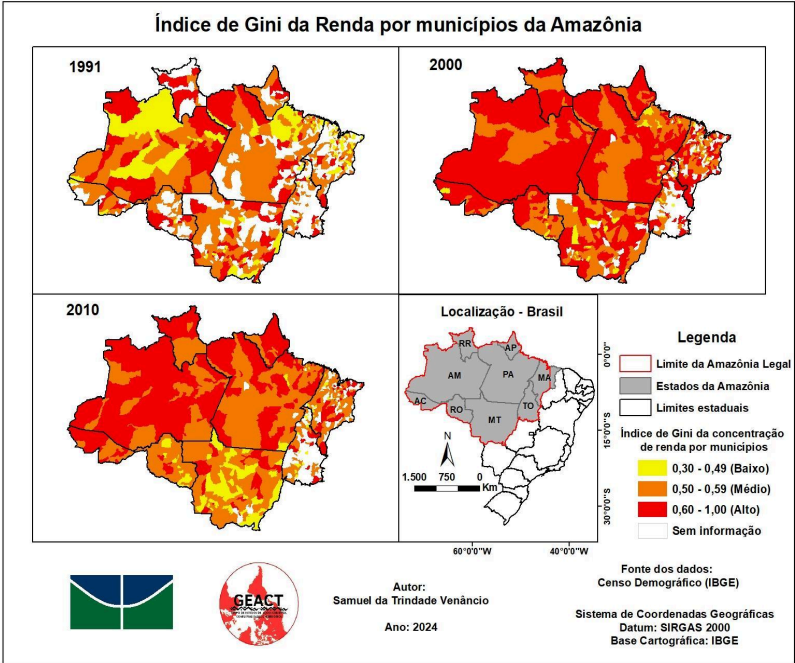 Índice de Gini da Renda por municípios da Amazônia
1991
2000
2010
Localização - Brasil
RR
AP
AM
PA
MA
AC
RO
TO
MT
N
1.500 750 0
Km
0°0'0"
15°0'0"S
30°0'0"S
60°0'0"W
40°0'0"W
Legenda
Limite da Amazônia Legal
Estados da Amazônia
Limites estaduais
Índice de Gini da concentração
de renda por municípios
0,30 - 0,49 (Baixo)
0,50 - 0,59 (Médio)
0,60 - 1,00 (Alto)
Sem informação
GEACT
Autor:
Samuel da Trindade Venâncio
Ano: 2024
Fonte dos dados:
Censo Demográfico (IBGE)
Sistema de Coordenadas Geográficas
Datum: SIRGAS 2000
Base Cartográfica: IBGE